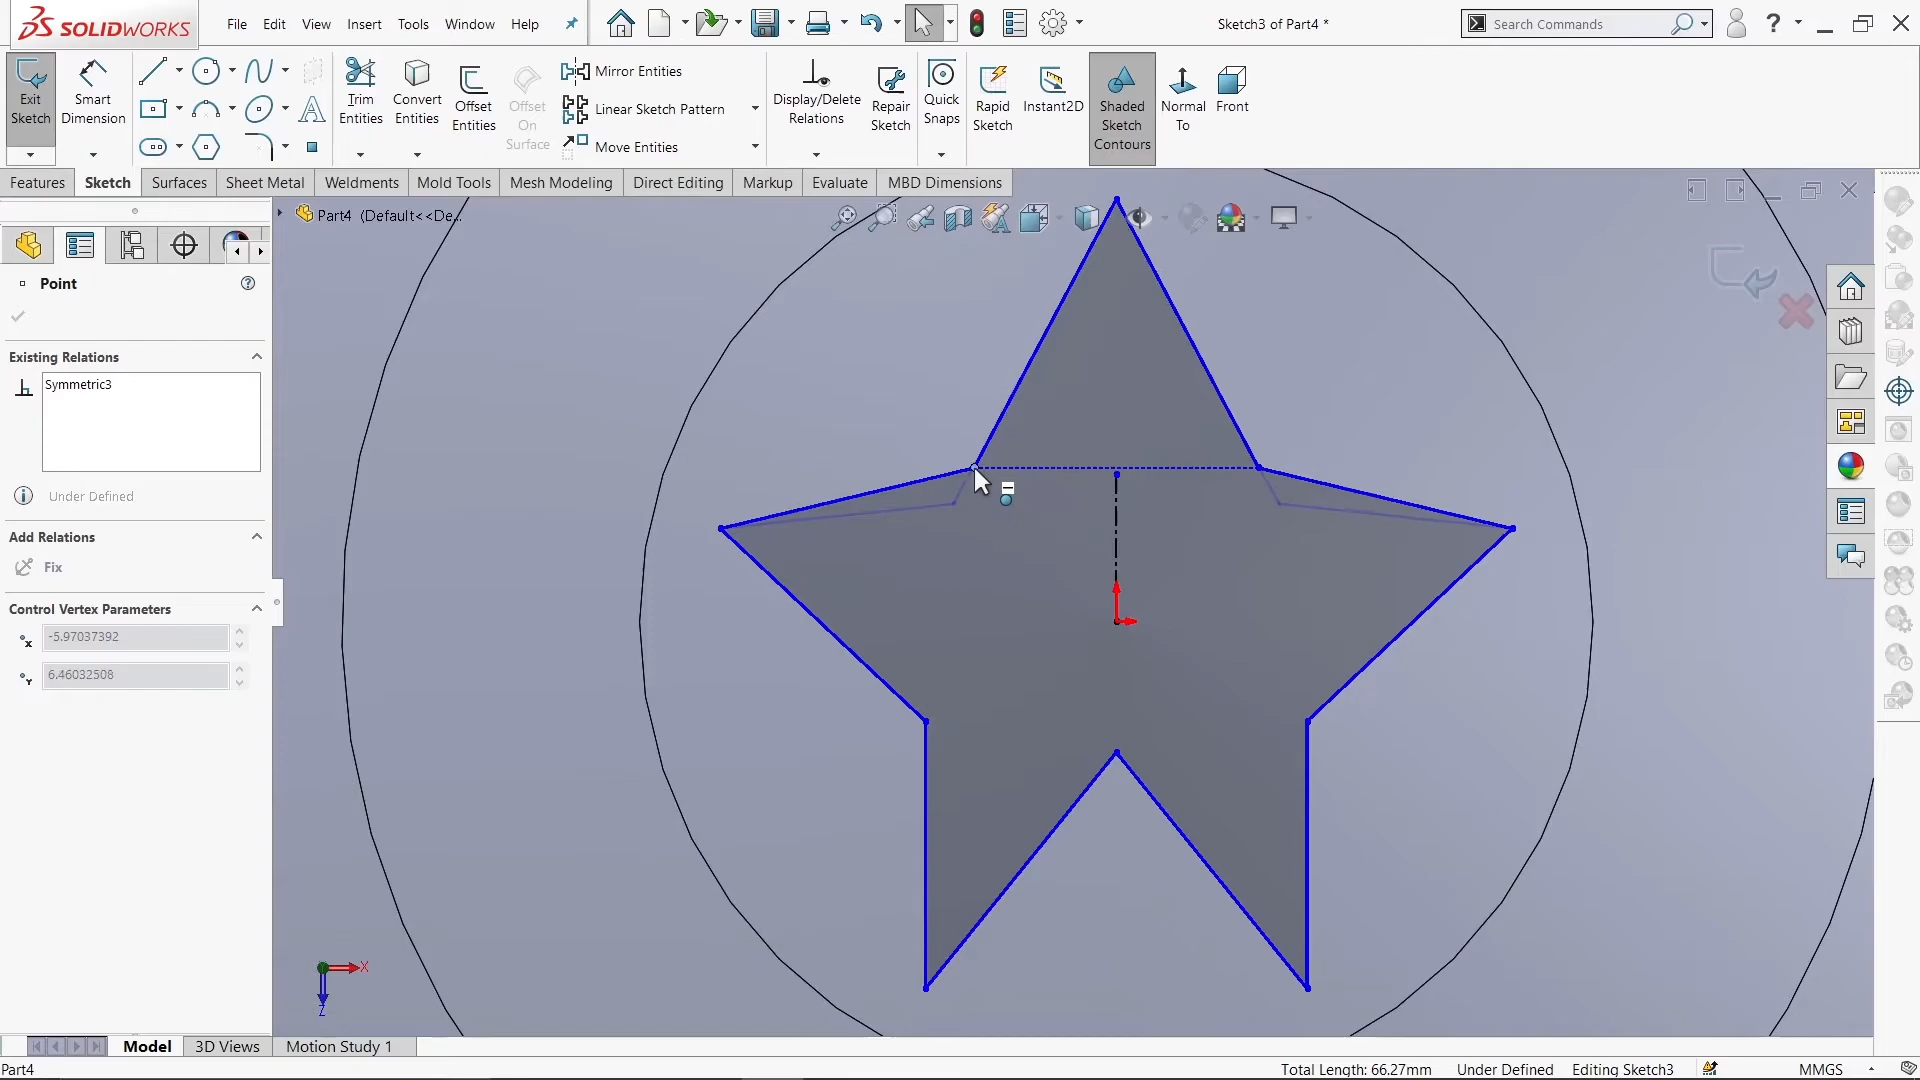 SOLIDWORKS
File Edit View Insert Tools Window Help
Sketch3 of Part4 *
Search Commands
Exit Sketch
Smart Dimension
Trim Entities
Convert Entities
Offset Entities
Offset On Surface
Mirror Entities
Linear Sketch Pattern
Move Entities
Display/Delete Relations
Repair Sketch
Quick Snaps
Rapid Sketch
Instant2D
Shaded Sketch Contours
Normal To
Front
Features Sketch Surfaces Sheet Metal Weldments Mold Tools Mesh Modeling Direct Editing Markup Evaluate MBD Dimensions
Part4 (Default<<De...
Point
Existing Relations
Symmetric3
Under Defined
Add Relations
Fix
Control Vertex Parameters
-5.97037392
6.46032508
X
Z
Model 3D Views Motion Study 1
Part4
Total Length: 66.27mm Under Defined Editing Sketch3 MMGS